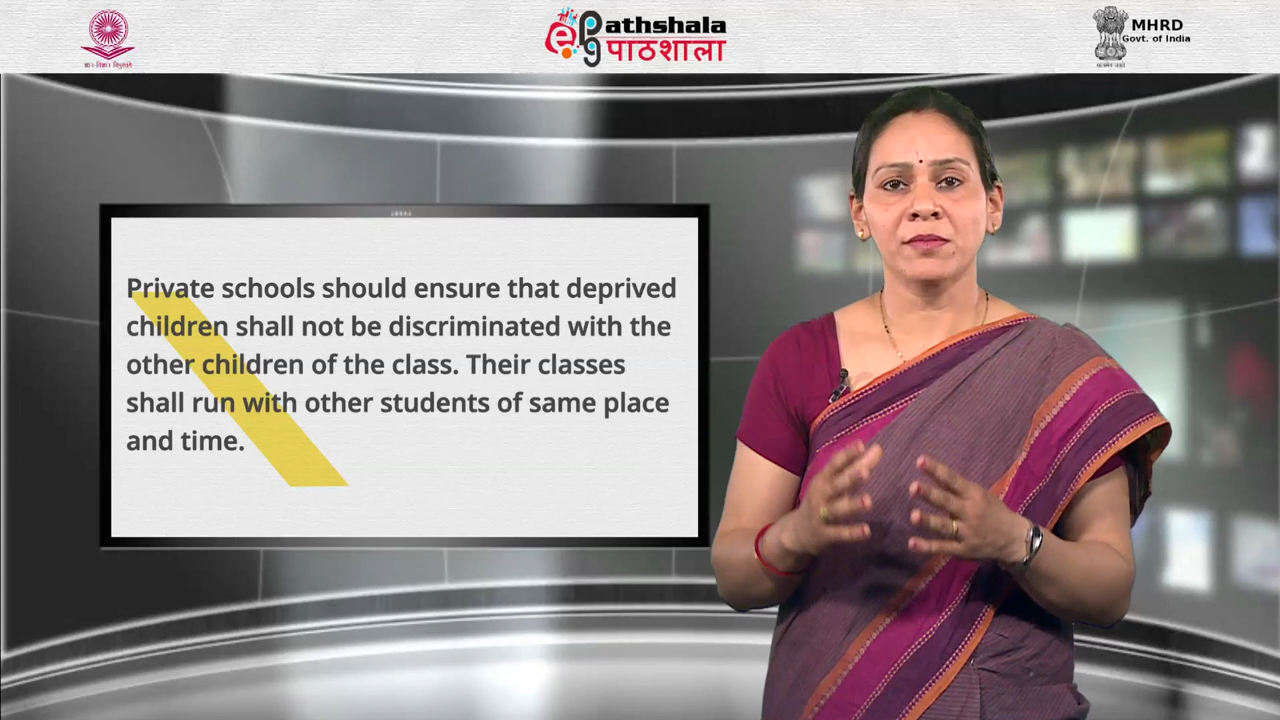 ePathshala
पाठशाला
MHRD
Govt. of India
Private schools should ensure that deprived
children shall not be discriminated with the
other children of the class. Their classes
shall run with other students of same place
and time.